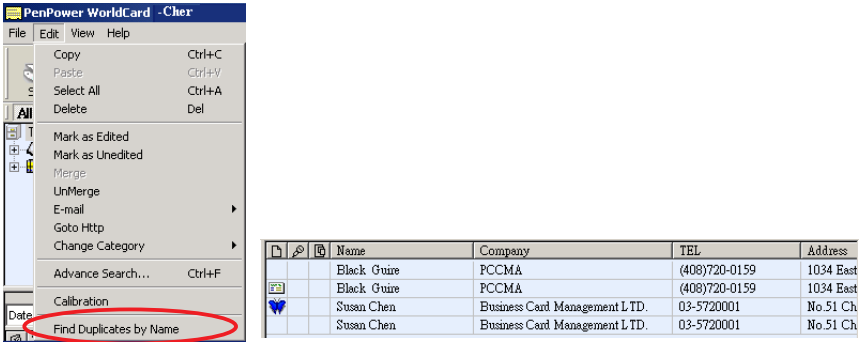 PenPower WorldCard -Cher
File Edit View Help
Copy Ctrl+C
Paste Ctrl+V
Select All Ctrl+A
Delete Del
All
Mark as Edited
Mark as Unedited
Merge
UnMerge
E-mail
Goto Http
Change Category
Advance Search... Ctrl+F
Calibration
Date
Find Duplicates by Name
Name Company TEL Address
Black Guire PCCMA (408)720-0159 1034 East
Black Guire PCCMA (408)720-0159 1034 East
Susan Chen Business Card Management LTD. 03-5720001 No.51 Ch
Susan Chen Business Card Management LTD. 03-5720001 No.51 Ch